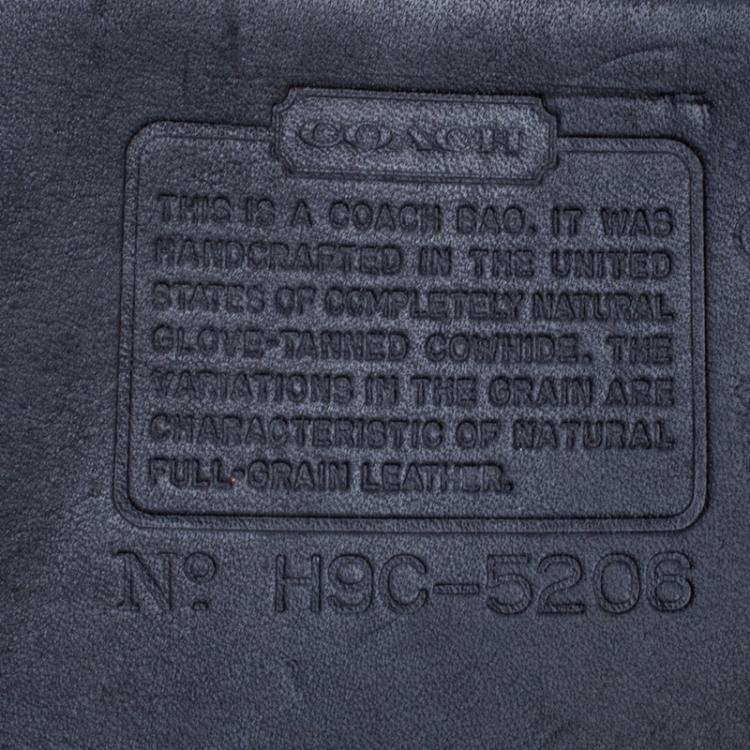 COACH
THIS IS A COACH BAG. IT WAS
HANDCRAFTED IN THE UNITED
STATES OF COMPLETELY NATURAL
GLOVE-TANNED COWHIDE. THE
VARIATIONS IN THE GRAIN ARE
CHARACTERISTIC OF NATURAL
FULL-GRAIN LEATHER.
Nº H9C-5206